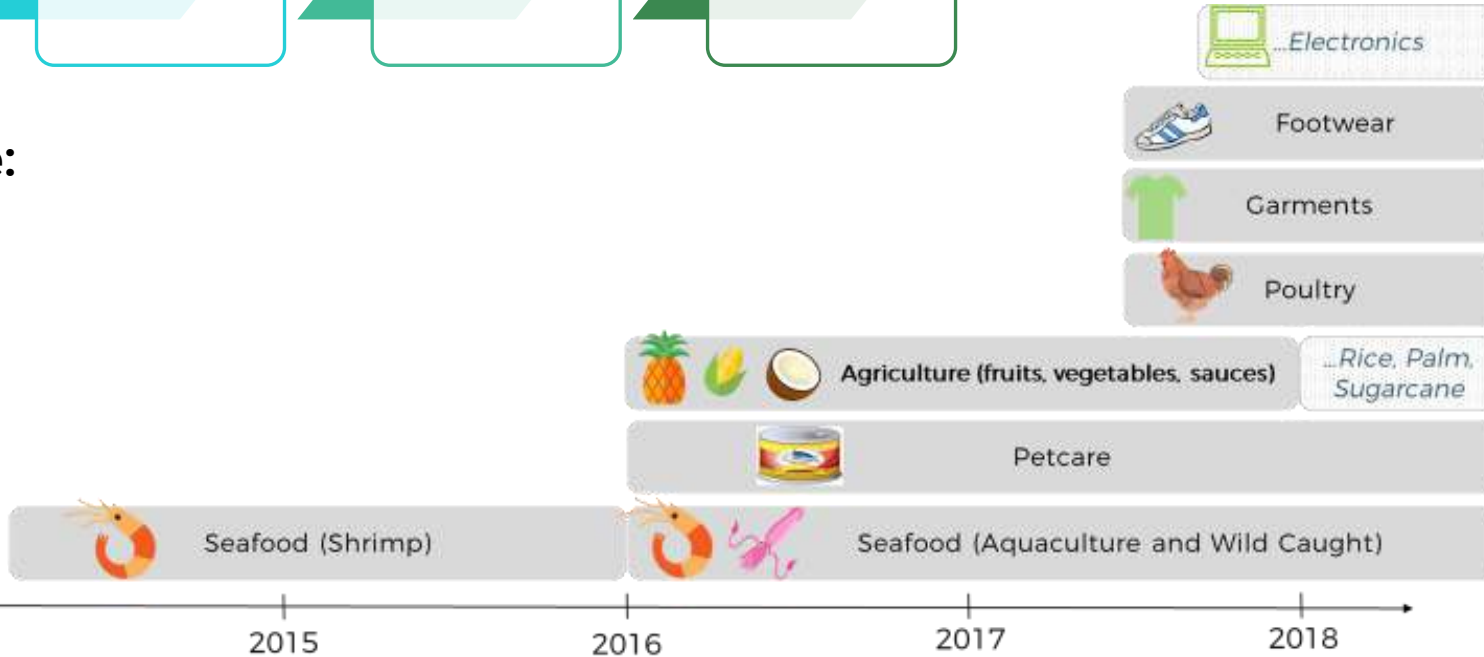 ...Electronics
e:
Footwear
Garments
Poultry
Agriculture (fruits, vegetables, sauces)
...Rice, Palm,
Sugarcane
Petcare
Seafood (Shrimp)
Seafood (Aquaculture and Wild Caught)
2015
2016
2017
2018